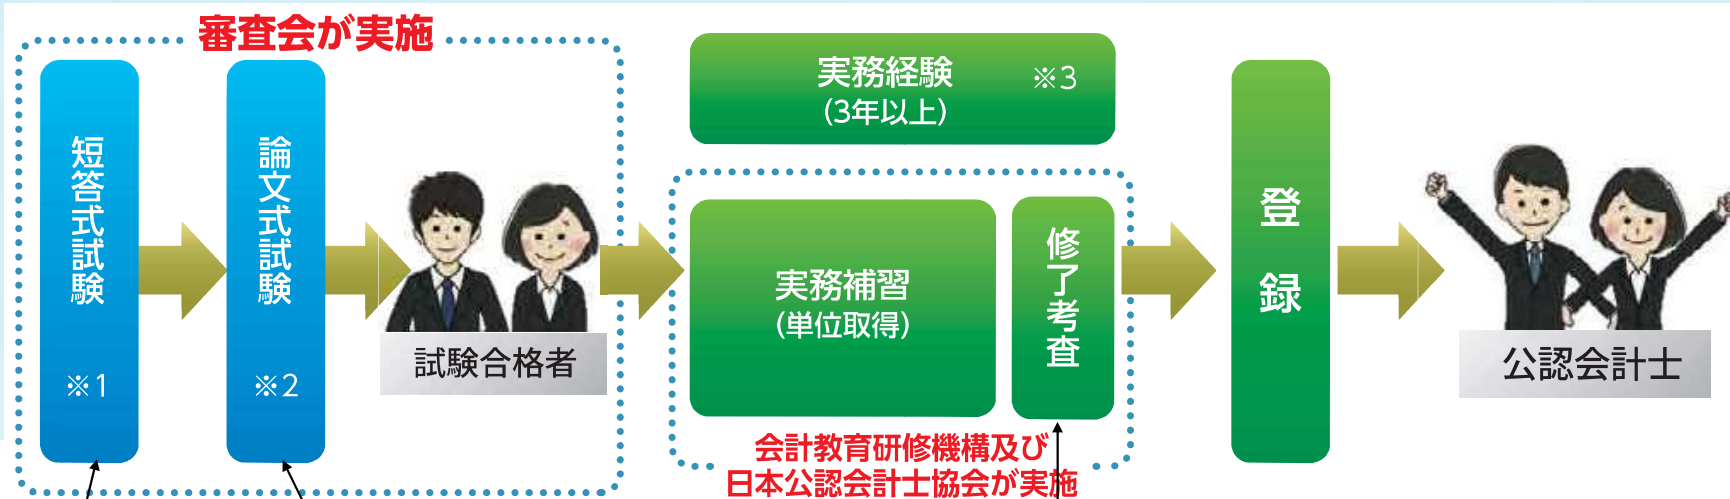 審査会が実施
短答式試験
※1
論文式試験
※2
試験合格者
実務経験 ※3
(3年以上)
実務補習
(単位取得)
修了考査
会計教育研修機構及び
日本公認会計士協会が実施
登録
公認会計士